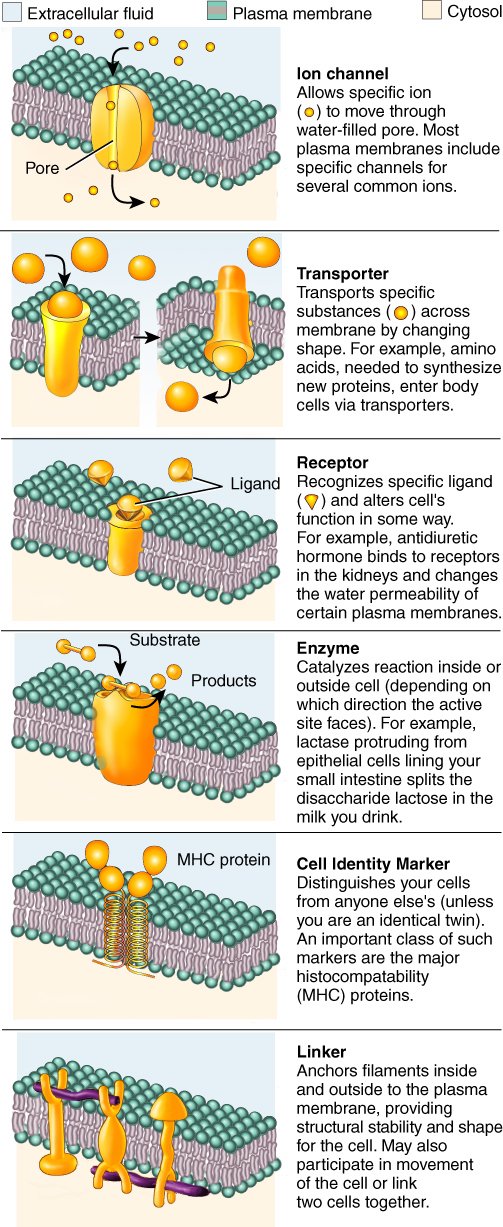 Extracellular fluid Plasma membrane Cytosol
Ion channel
Allows specific ion
( ) to move through
water-filled pore. Most
plasma membranes include
specific channels for
several common ions.
Pore
Transporter
Transports specific
substances ( ) across
membrane by changing
shape. For example, amino
acids, needed to synthesize
new proteins, enter body
cells via transporters.
Receptor
Recognizes specific ligand
( ) and alters cell's
function in some way.
For example, antidiuretic
hormone binds to receptors
in the kidneys and changes
the water permeability of
certain plasma membranes.
Ligand
Enzyme
Catalyzes reaction inside or
outside cell (depending on
which direction the active
site faces). For example,
lactase protruding from
epithelial cells lining your
small intestine splits the
disaccharide lactose in the
milk you drink.
Substrate
Products
Cell Identity Marker
Distinguishes your cells
from anyone else's (unless
you are an identical twin).
An important class of such
markers are the major
histocompatability
(MHC) proteins.
MHC protein
Linker
Anchors filaments inside
and outside to the plasma
membrane, providing
structural stability and shape
for the cell. May also
participate in movement
of the cell or link
two cells together.